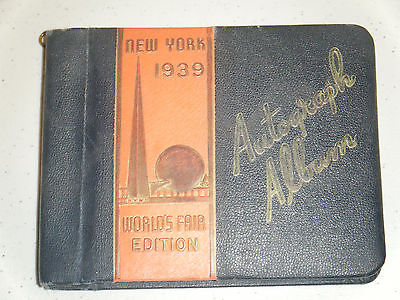 NEW YORK
1939
WORLD'S FAIR
EDITION
Autograph
Album